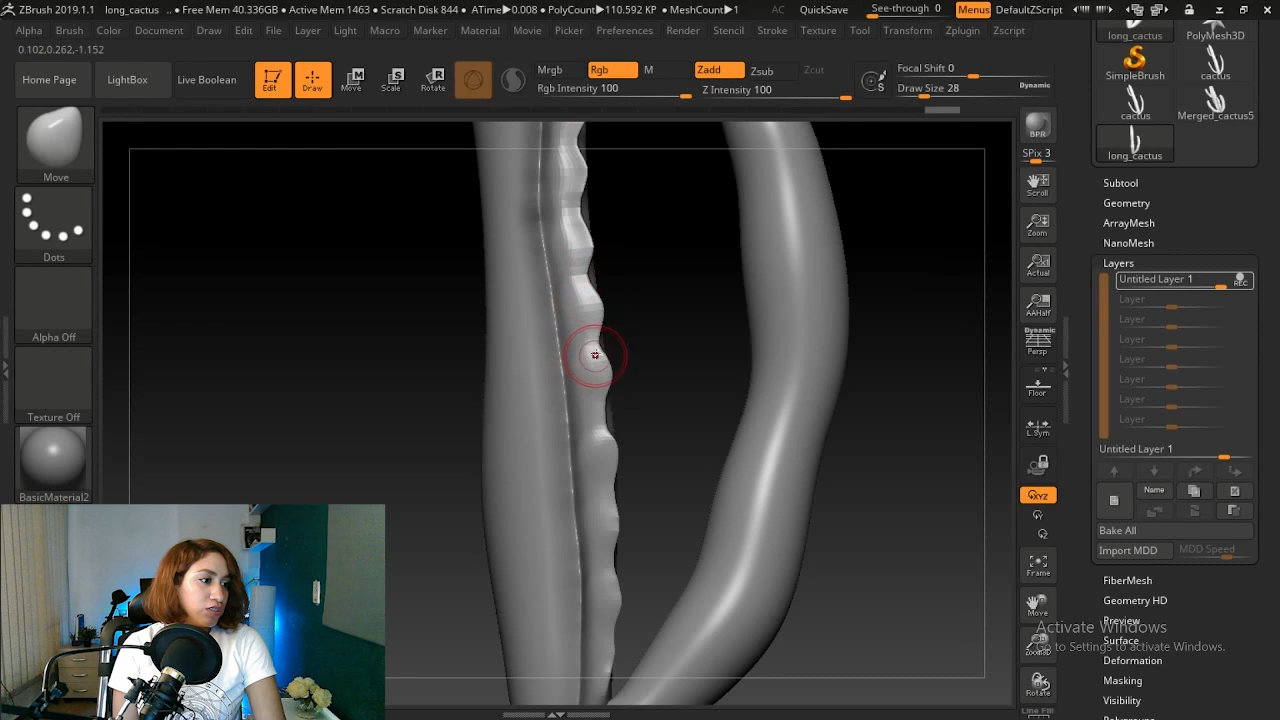 ZBrush 2019.1.1 long_cactus .. ● Free Mem 40.336GB ● Active Mem 1463 ● Scratch Disk 844 ● ATime▶0.008 ● PolyCount▶110.592 KP ● MeshCount▶1 AC QuickSave See-through 0 Menus DefaultZScript
Alpha Brush Color Document Draw Edit File Layer Light Macro Marker Material Movie Picker Preferences Render Stencil Stroke Texture Tool Transform Zplugin Zscript
0.102,0.262,-1.152
Home Page LightBox Live Boolean Edit Draw Move Scale Rotate
Mrgb Rgb M Zadd Zsub Zcut Focal Shift 0
Rgb Intensity 100 Z Intensity 100 Draw Size 28 Dynamic
Move
Dots
Alpha Off
Texture Off
BasicMaterial2
BPR
SPix 3
Scroll
Zoom
Actual
AAHalf
Dynamic
Persp
Floor
L.Sym
XYZ
Frame
Move
Zoom3D
Rotate
Line Fill
long_cactus PolyMesh3D
SimpleBrush cactus
cactus Merged_cactus5
long_cactus
Subtool
Geometry
ArrayMesh
NanoMesh
Layers
Untitled Layer 1 REC
Layer
Layer
Layer
Layer
Layer
Layer
Layer
Untitled Layer 1
Name
Bake All
Import MDD MDD Speed
FiberMesh
Geometry HD
Preview
Surface
Deformation
Masking
Visibility
Polygroups
Activate Windows
Go to Settings to activate Windows.